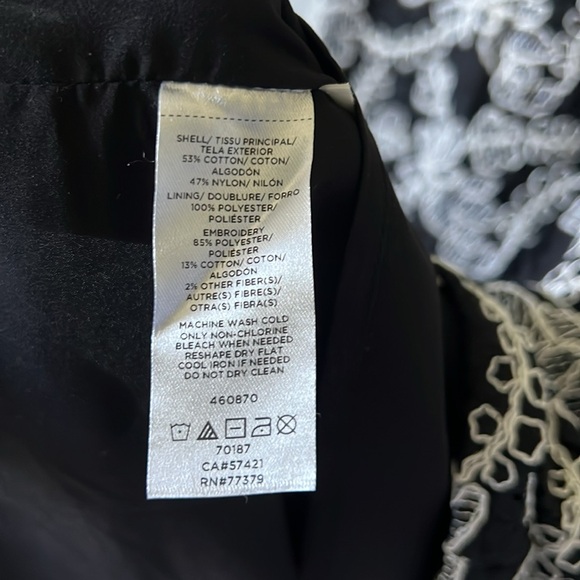 SHELL/ TISSU PRINCIPAL/
TELA EXTERIOR
53% COTTON/ COTON/
ALGODÓN
47% NYLON/ NILÓN
LINING/ DOUBLURE/ FORRO
100% POLYESTER/
POLIÉSTER
EMBROIDERY
85% POLYESTER/
POLIÉSTER
13% COTTON/ COTON/
ALGODÓN
2% OTHER FIBER(S)/
AUTRE(S) FIBRE(S)/
OTRA(S) FIBRA(S)
MACHINE WASH COLD
ONLY NON-CHLORINE
BLEACH WHEN NEEDED
RESHAPE DRY FLAT
COOL IRON IF NEEDED
DO NOT DRY CLEAN
460870
70187
CA#57421
RN#77379